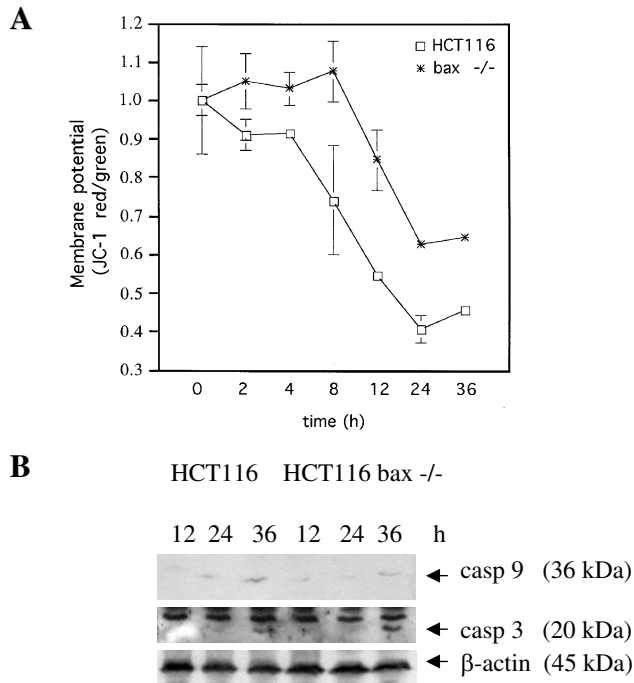 A
1.2
1.1
1.0
0.9
0.8
0.7
0.6
0.5
0.4
0.3
Membrane potential
(JC-1 red/green)
HCT116
bax -/-
0 2 4 8 12 24 36
time (h)
B
HCT116 HCT116 bax -/-
12 24 36 12 24 36 h
casp 9 (36 kDa)
casp 3 (20 kDa)
β-actin (45 kDa)